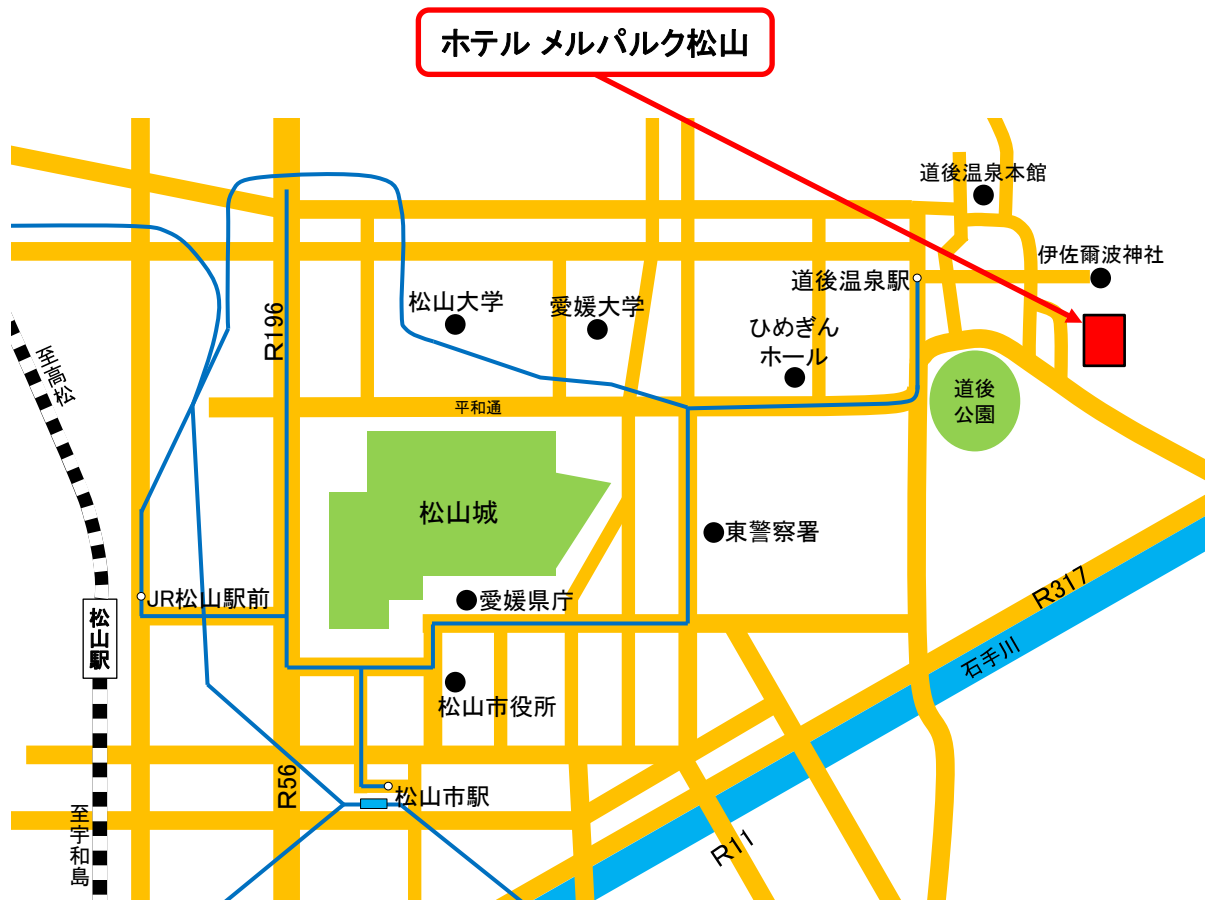 ホテル メルパルク松山
道後温泉本館
伊佐爾波神社
道後温泉駅
松山大学
愛媛大学
ひめぎん
ホール
R196
至高松
平和通
道後
公園
松山城
東警察署
JR松山駅前
愛媛県庁
R317
松山駅
石手川
松山市役所
R56
松山市駅
至宇和島
R11